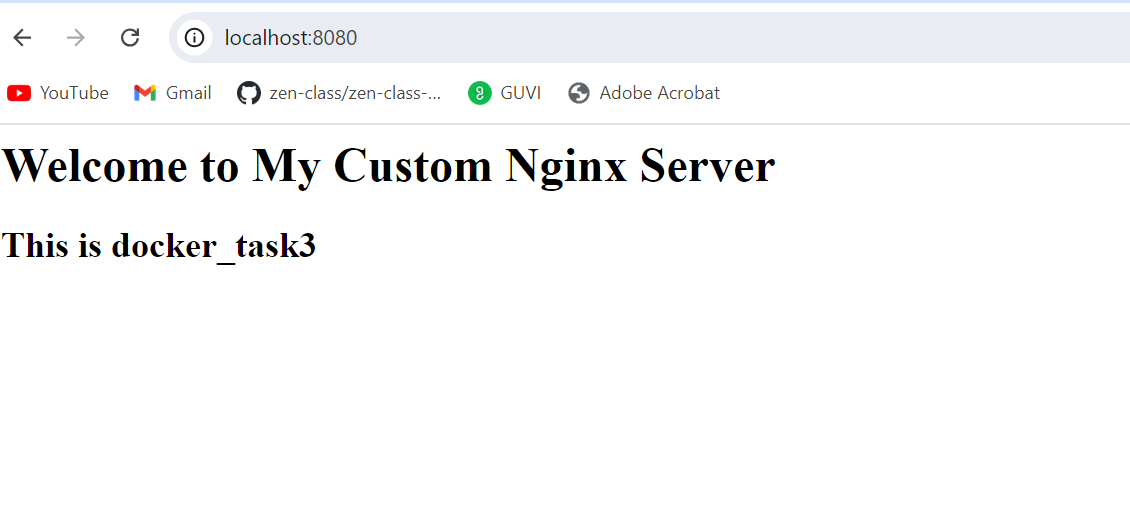 localhost:8080
YouTube Gmail zen-class/zen-class-... GUVI Adobe Acrobat
Welcome to My Custom Nginx Server
This is docker_task3